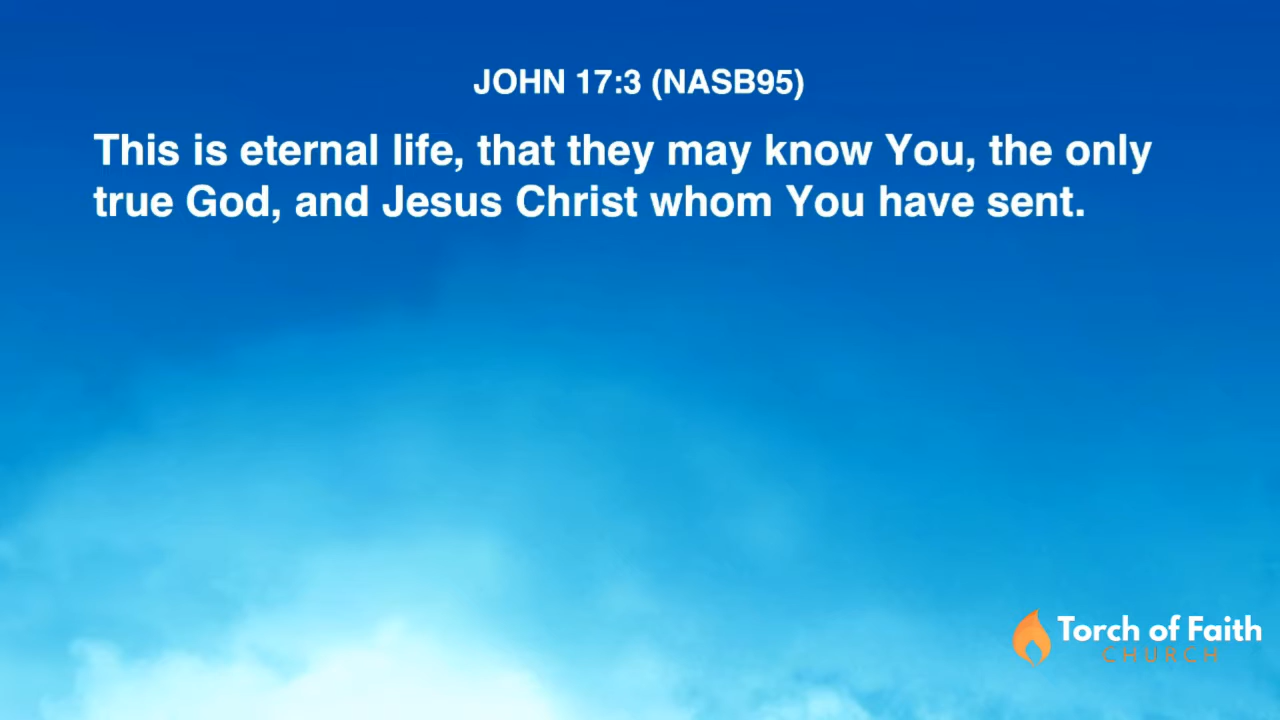 JOHN 17:3 (NASB95)
This is eternal life, that they may know You, the only
true God, and Jesus Christ whom You have sent.
Torch of Faith
CHURCH